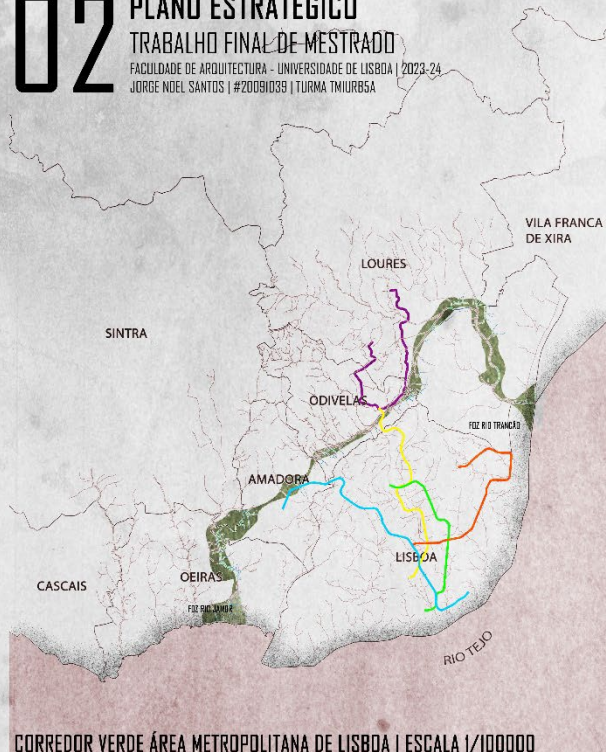 02
PLANO ESTRATÉGICO
TRABALHO FINAL DE MESTRADO
FACULDADE DE ARQUITECTURA - UNIVERSIDADE DE LISBOA | 2023-24
JORGE NOEL SANTOS | #20091039 | TURMA TMIURB5A
VILA FRANCA
DE XIRA
LOURES
SINTRA
ODIVELAS
FOZ RIO TRANCÃO
AMADORA
LISBOA
OEIRAS
CASCAIS
FOZ RIO JAMOR
RIO TEJO
CORREDOR VERDE ÁREA METROPOLITANA DE LISBOA | ESCALA 1/100000